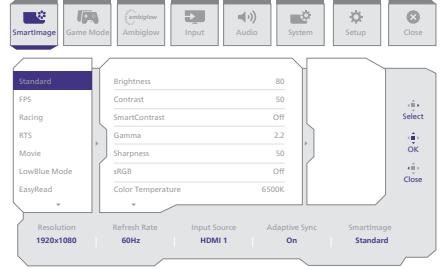 SmartImage
Game Mode
ambiglow
Ambiglow
Input
Audio
System
Setup
Close
Standard
FPS
Racing
RTS
Movie
LowBlue Mode
EasyRead
Brightness 80
Contrast 50
SmartContrast Off
Gamma 2.2
Sharpness 50
sRGB Off
Color Temperature 6500K
Select
OK
Close
Resolution Refresh Rate Input Source Adaptive Sync SmartImage
1920x1080 60Hz HDMI 1 On Standard